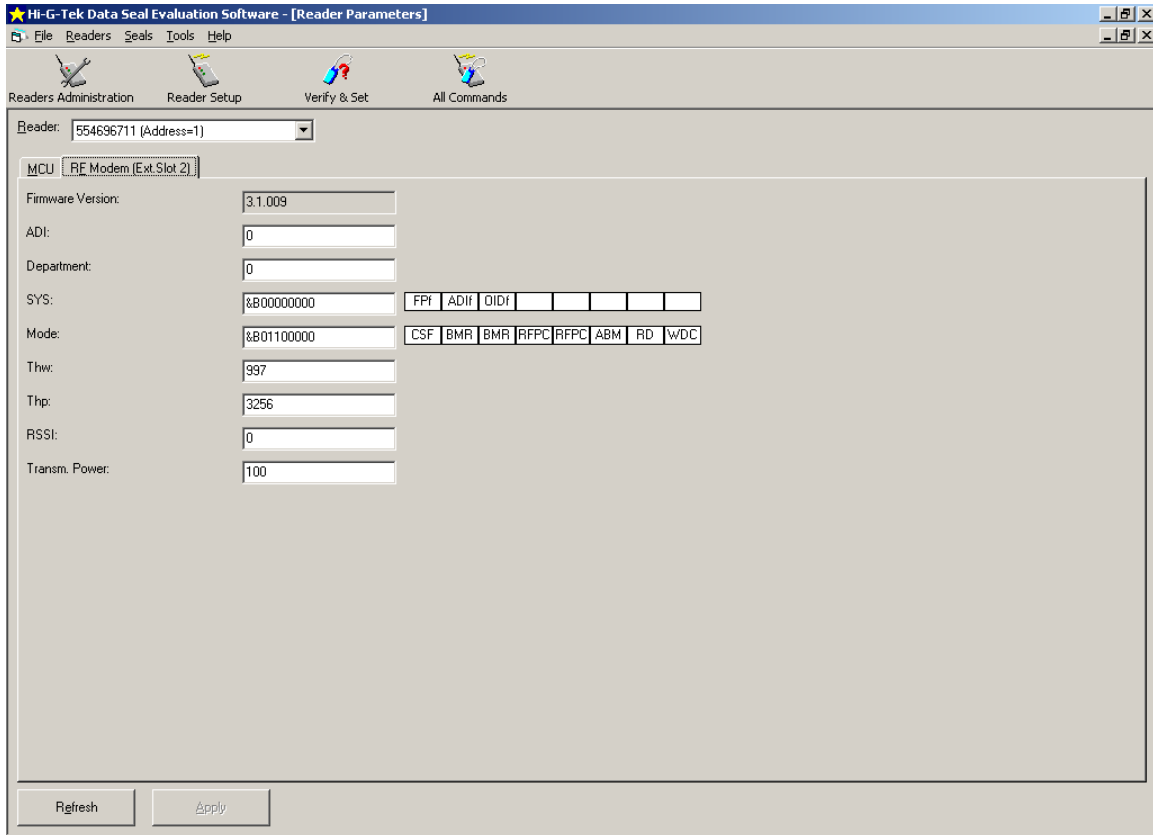 Hi-G-Tek Data Seal Evaluation Software - [Reader Parameters]
File Readers Seals Tools Help
Readers Administration Reader Setup Verify & Set All Commands
Reader: 554696711 (Address=1)
MCU RF Modem (Ext.Slot 2)
Firmware Version: 3.1.009
ADI: 0
Department: 0
SYS: &B00000000 FPf ADIf OIDf
Mode: &B01100000 CSF BMR BMR RFPC RFPC ABM RD WDC
Thw: 997
Thp: 3256
RSSI: 0
Transm. Power: 100
Refresh Apply